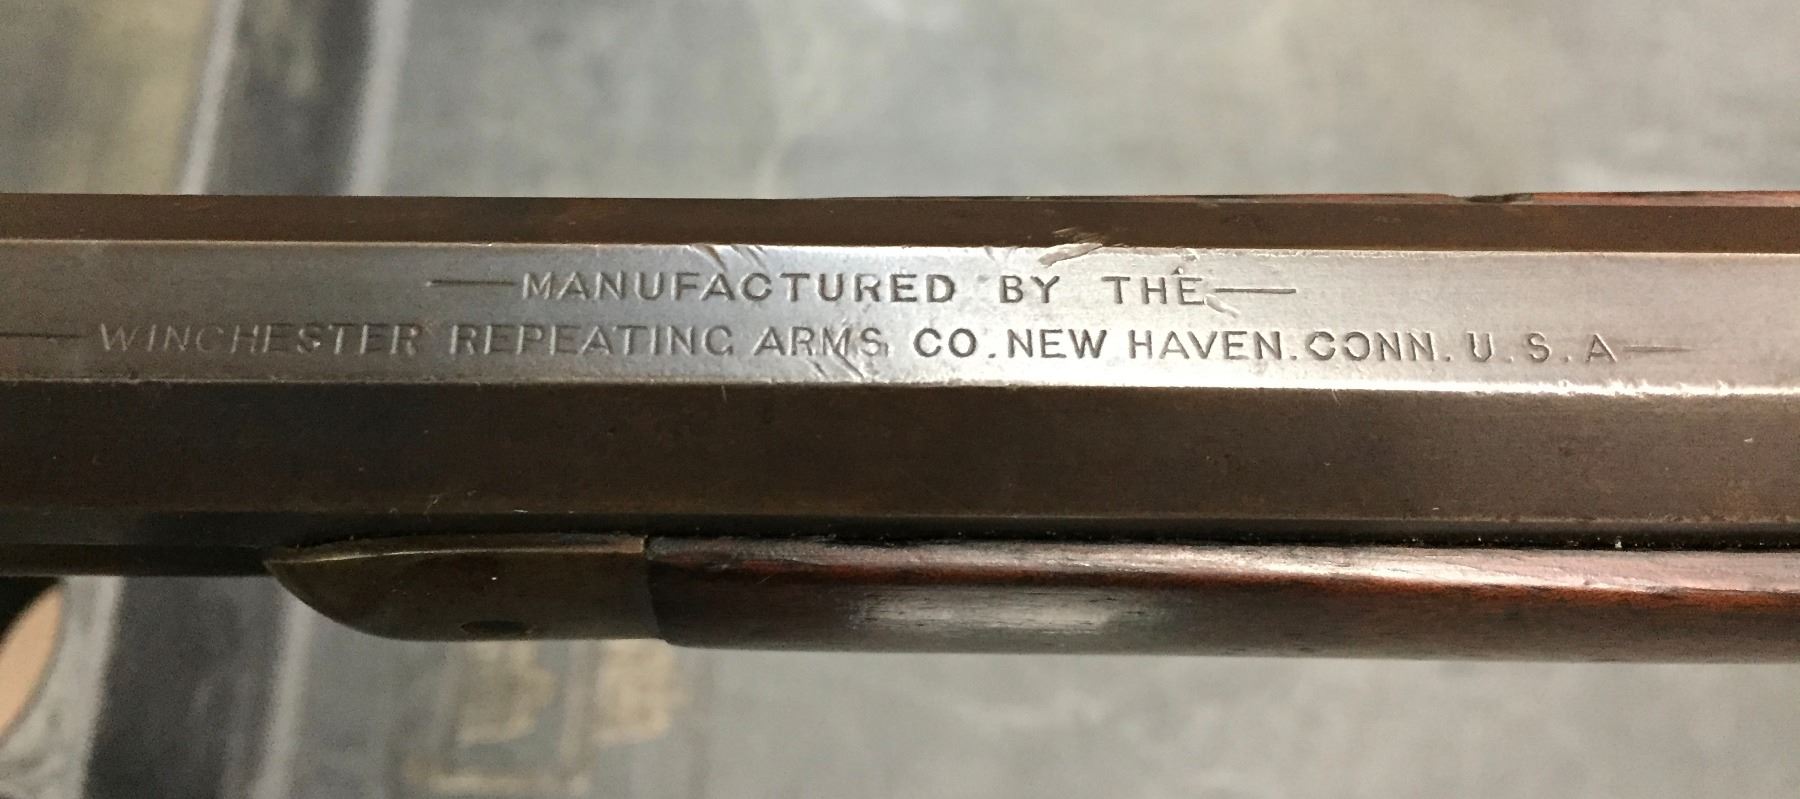 —MANUFACTURED BY THE—
—WINCHESTER REPEATING ARMS CO. NEW HAVEN. CONN. U.S.A—